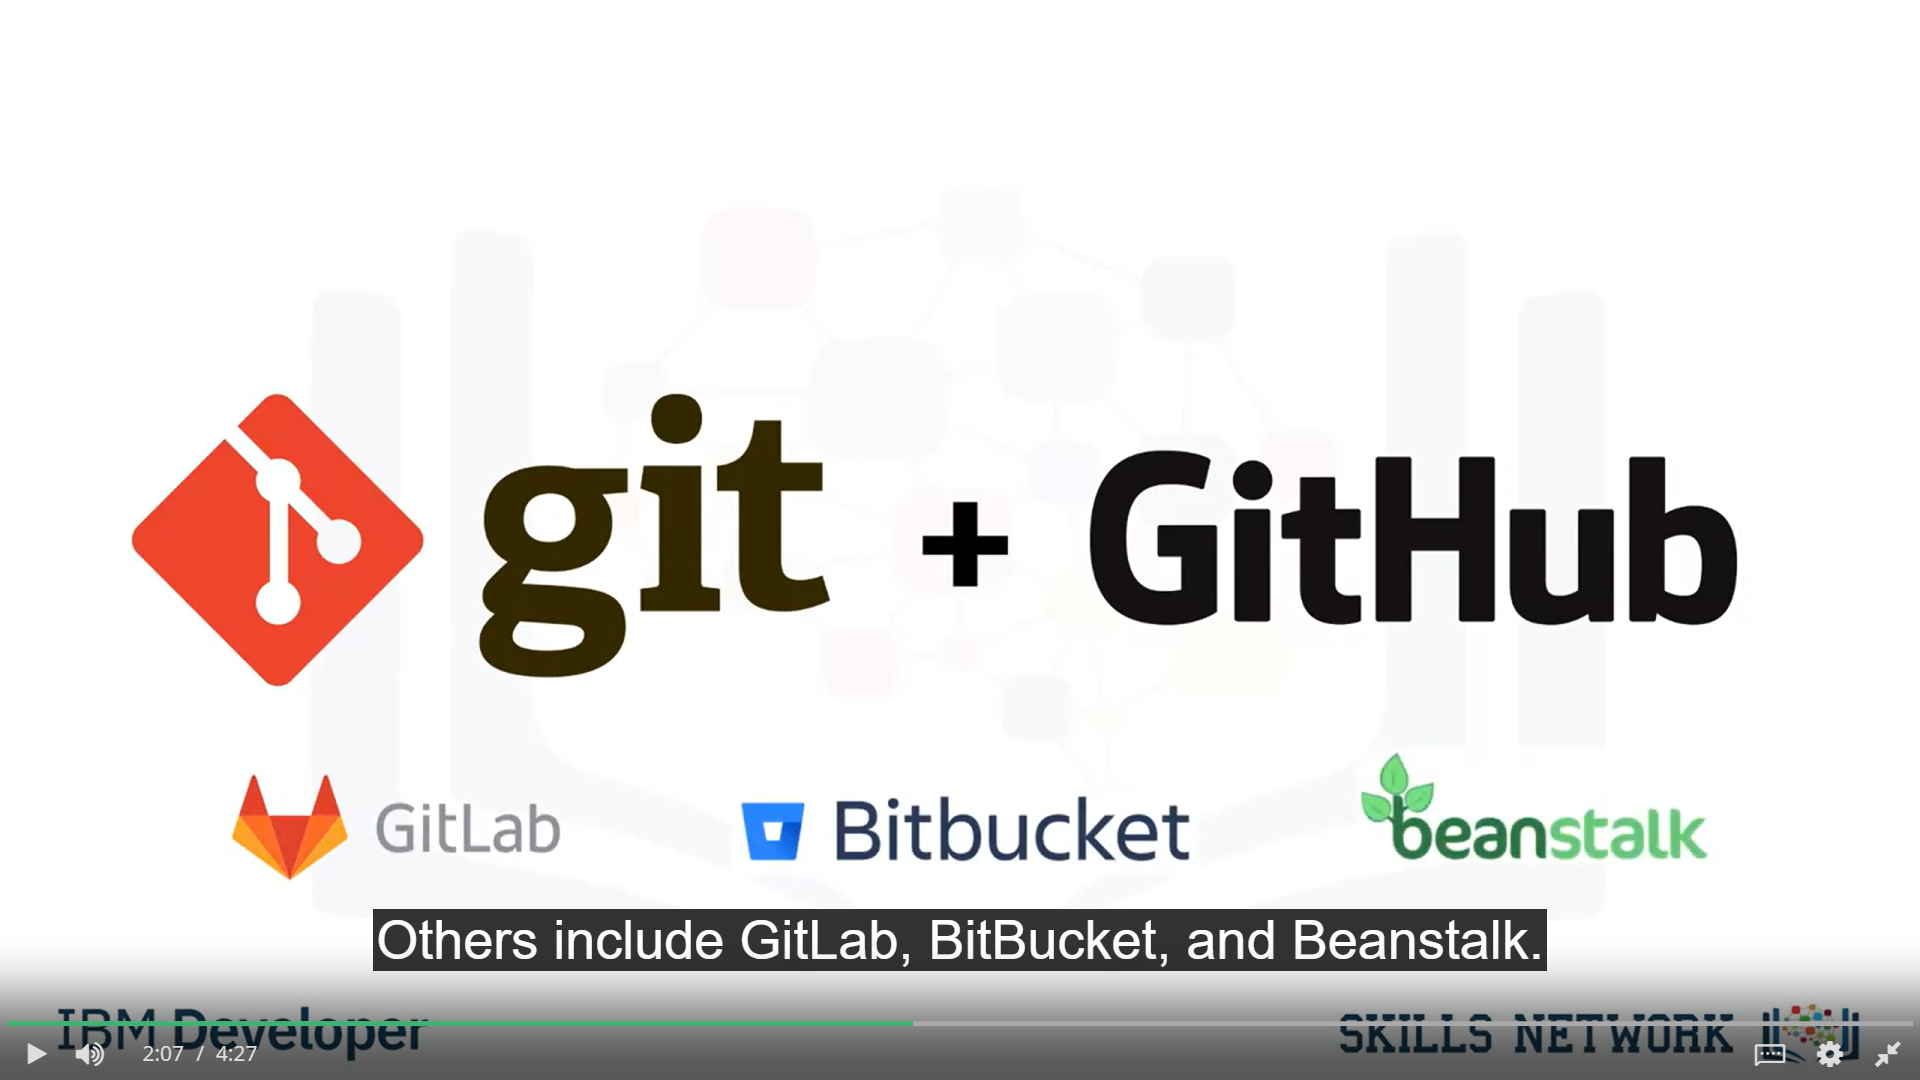 git + GitHub
GitLab Bitbucket beanstalk
Others include GitLab, BitBucket, and Beanstalk.
IBM Developer SKILLS NETWORK
2:07 / 4:27